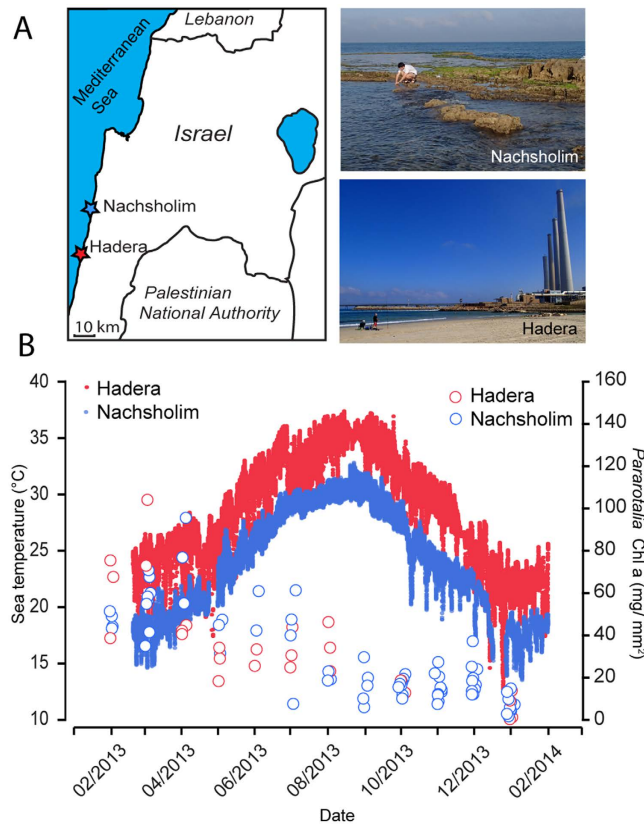 A
Lebanon
Mediterranean
Sea
Israel
Nachsholim
Hadera
Palestinian
National Authority
10 km
Nachsholim
Hadera
B
Hadera
Nachsholim
Hadera
Nachsholim
40
35
30
25
20
15
10
Sea temperature (°C)
160
140
120
100
80
60
40
20
0
Pararotalia Chl a (mg/ mm²)
02/2013
04/2013
06/2013
08/2013
10/2013
12/2013
02/2014
Date